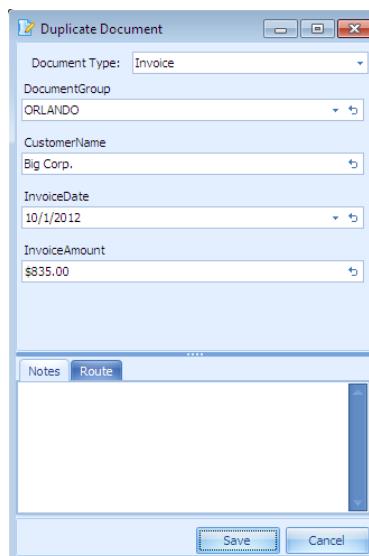 Duplicate Document
Document Type: Invoice
DocumentGroup
ORLANDO
CustomerName
Big Corp.
InvoiceDate
10/1/2012
InvoiceAmount
$835.00
Notes Route
Save Cancel